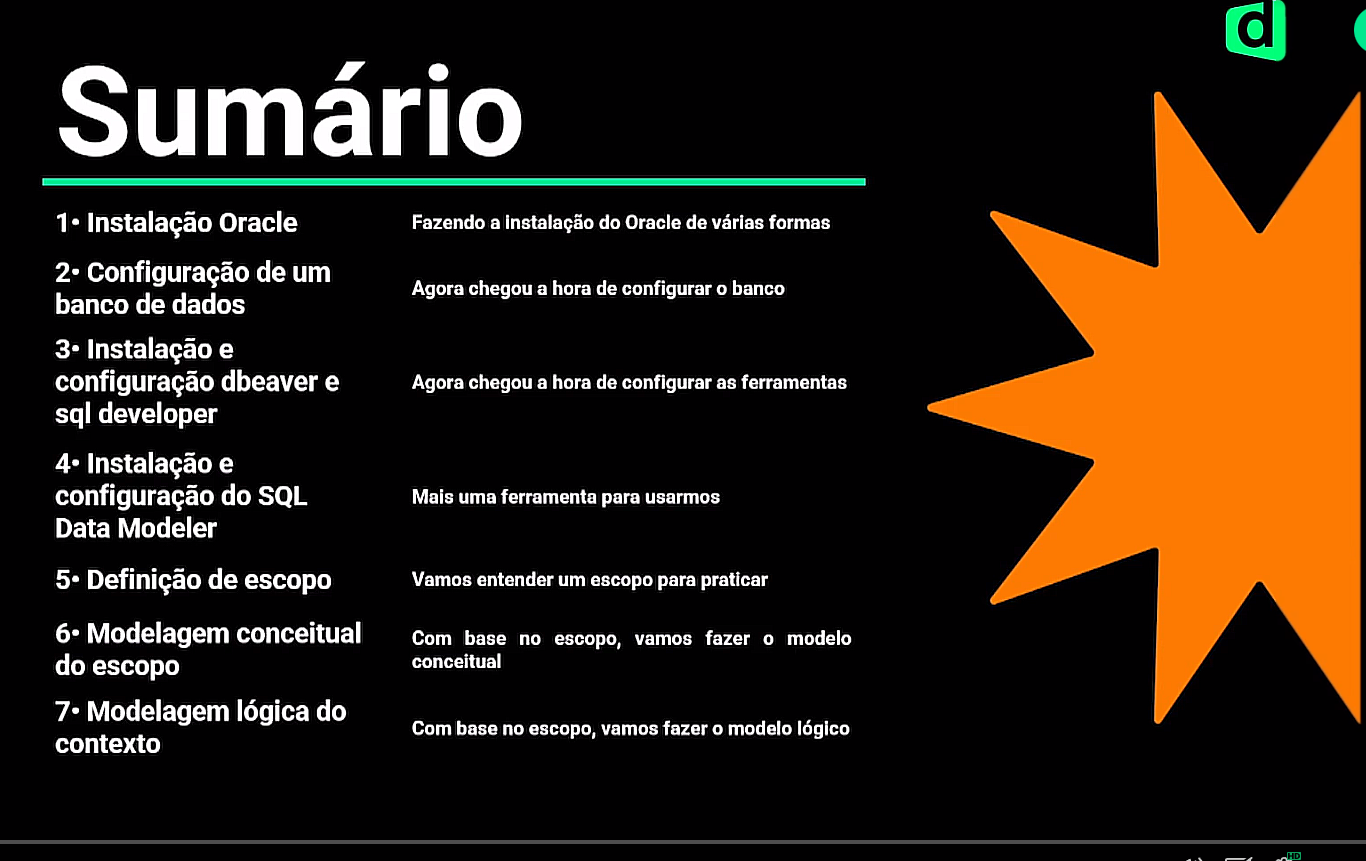 d
Sumário
1• Instalação Oracle
Fazendo a instalação do Oracle de várias formas
2• Configuração de um
banco de dados
Agora chegou a hora de configurar o banco
3• Instalação e
configuração dbeaver e
sql developer
Agora chegou a hora de configurar as ferramentas
4• Instalação e
configuração do SQL
Data Modeler
Mais uma ferramenta para usarmos
5• Definição de escopo
Vamos entender um escopo para praticar
6• Modelagem conceitual
do escopo
Com base no escopo, vamos fazer o modelo
conceitual
7• Modelagem lógica do
contexto
Com base no escopo, vamos fazer o modelo lógico
HD